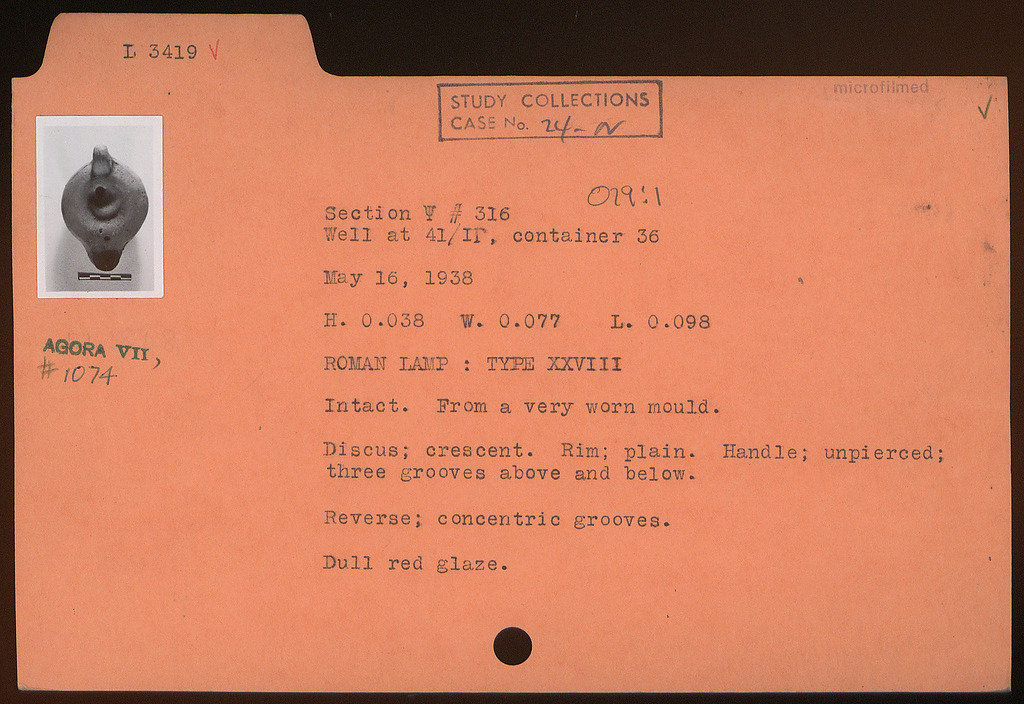 L 3419 √
microfilmed
√
STUDY COLLECTIONS
CASE No. 24-N
O19:1
Section Ψ # 316
Well at 41/ΙΓ, container 36
May 16, 1938
H. 0.038 W. 0.077 L. 0.098
AGORA VII,
# 1074
ROMAN LAMP : TYPE XXVIII
Intact. From a very worn mould.
Discus; crescent. Rim; plain. Handle; unpierced;
three grooves above and below.
Reverse; concentric grooves.
Dull red glaze.